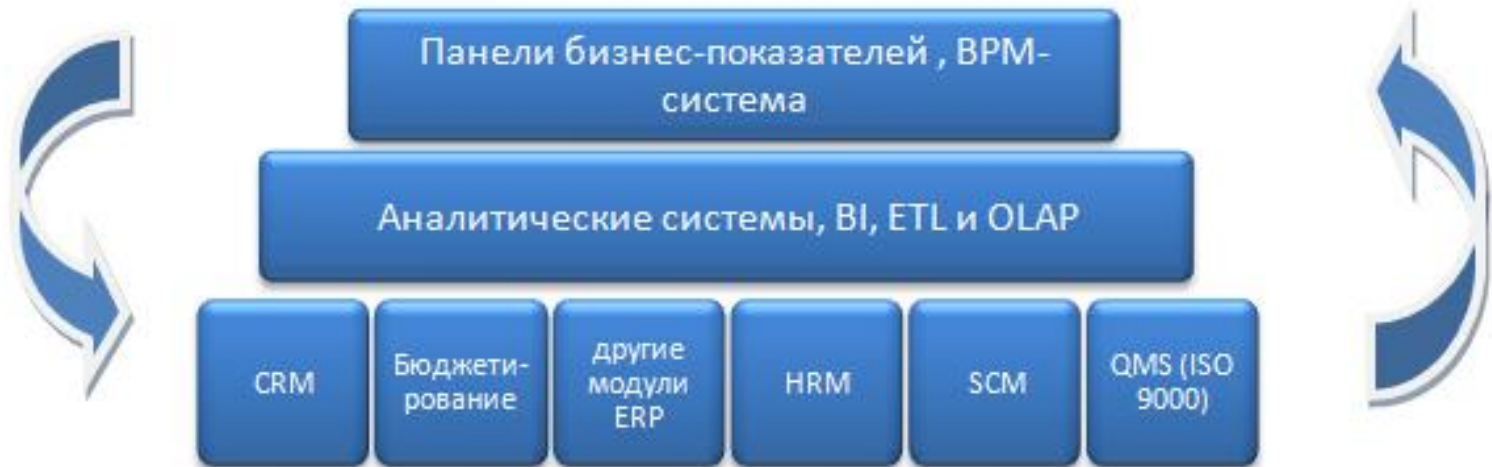 Панели бизнес-показателей , BPM-
система
Аналитические системы, BI, ETL и OLAP
CRM
Бюджети-
рование
другие
модули
ERP
HRM
SCM
QMS (ISO
9000)